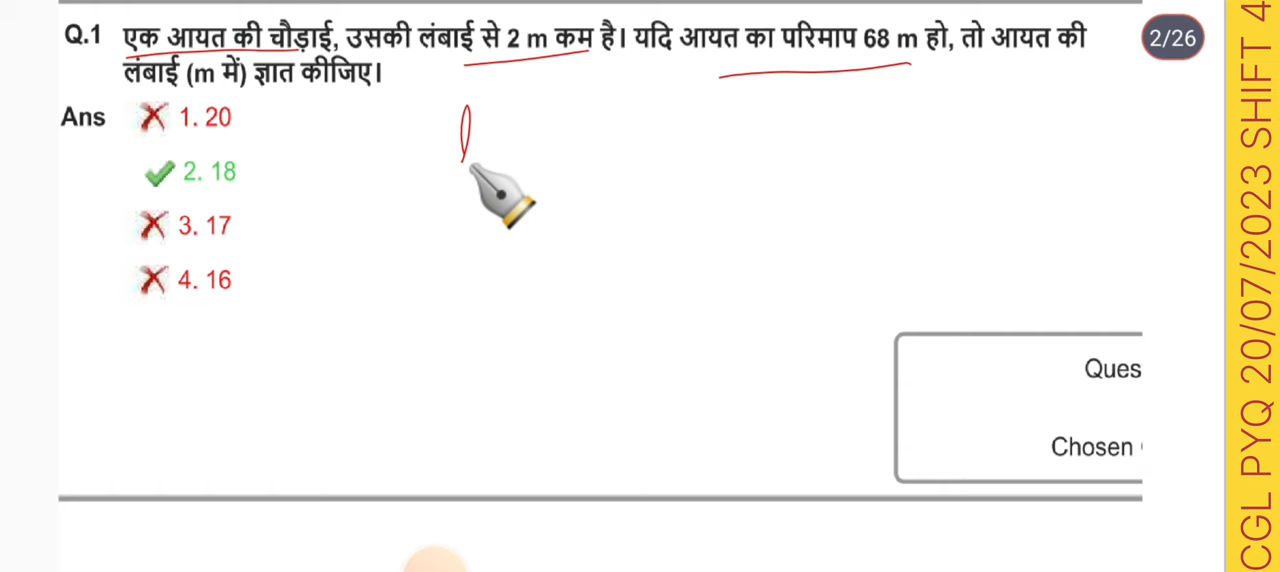 Q.1 एक आयत की चौड़ाई, उसकी लंबाई से 2 m कम है। यदि आयत का परिमाप 68 m हो, तो आयत की
लंबाई (m में) ज्ञात कीजिए।
2/26
Ans 1. 20
2. 18
3. 17
4. 16
l
Ques
Chosen
CGL PYQ 20/07/2023 SHIFT 4